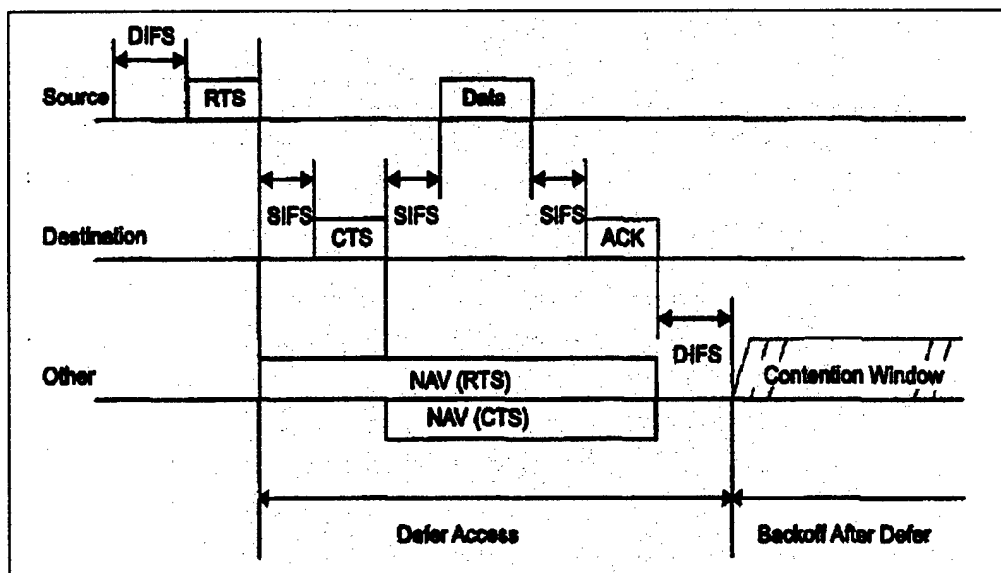 DIFS
Source
RTS
Data
SIFS
SIFS
SIFS
Destination
CTS
ACK
DIFS
Other
NAV (RTS)
Contention Window
NAV (CTS)
Defer Access
Backoff After Defer